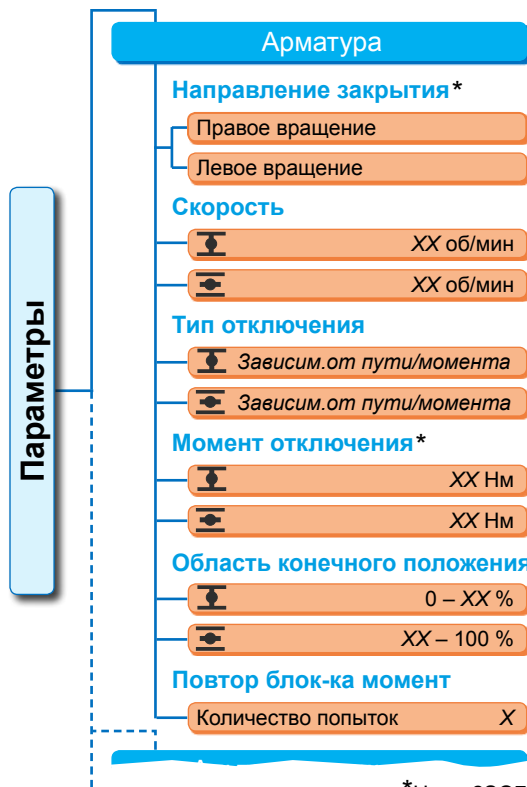 Арматура
Направление закрытия*
Правое вращение
Левое вращение
Скорость
XX об/мин
XX об/мин
Тип отключения
Зависим.от пути/момента
Зависим.от пути/момента
Момент отключения*
XX Нм
XX Нм
Область конечного положения
0 – XX %
XX – 100 %
Повтор блок-ка момент
Количество попыток X
Параметры